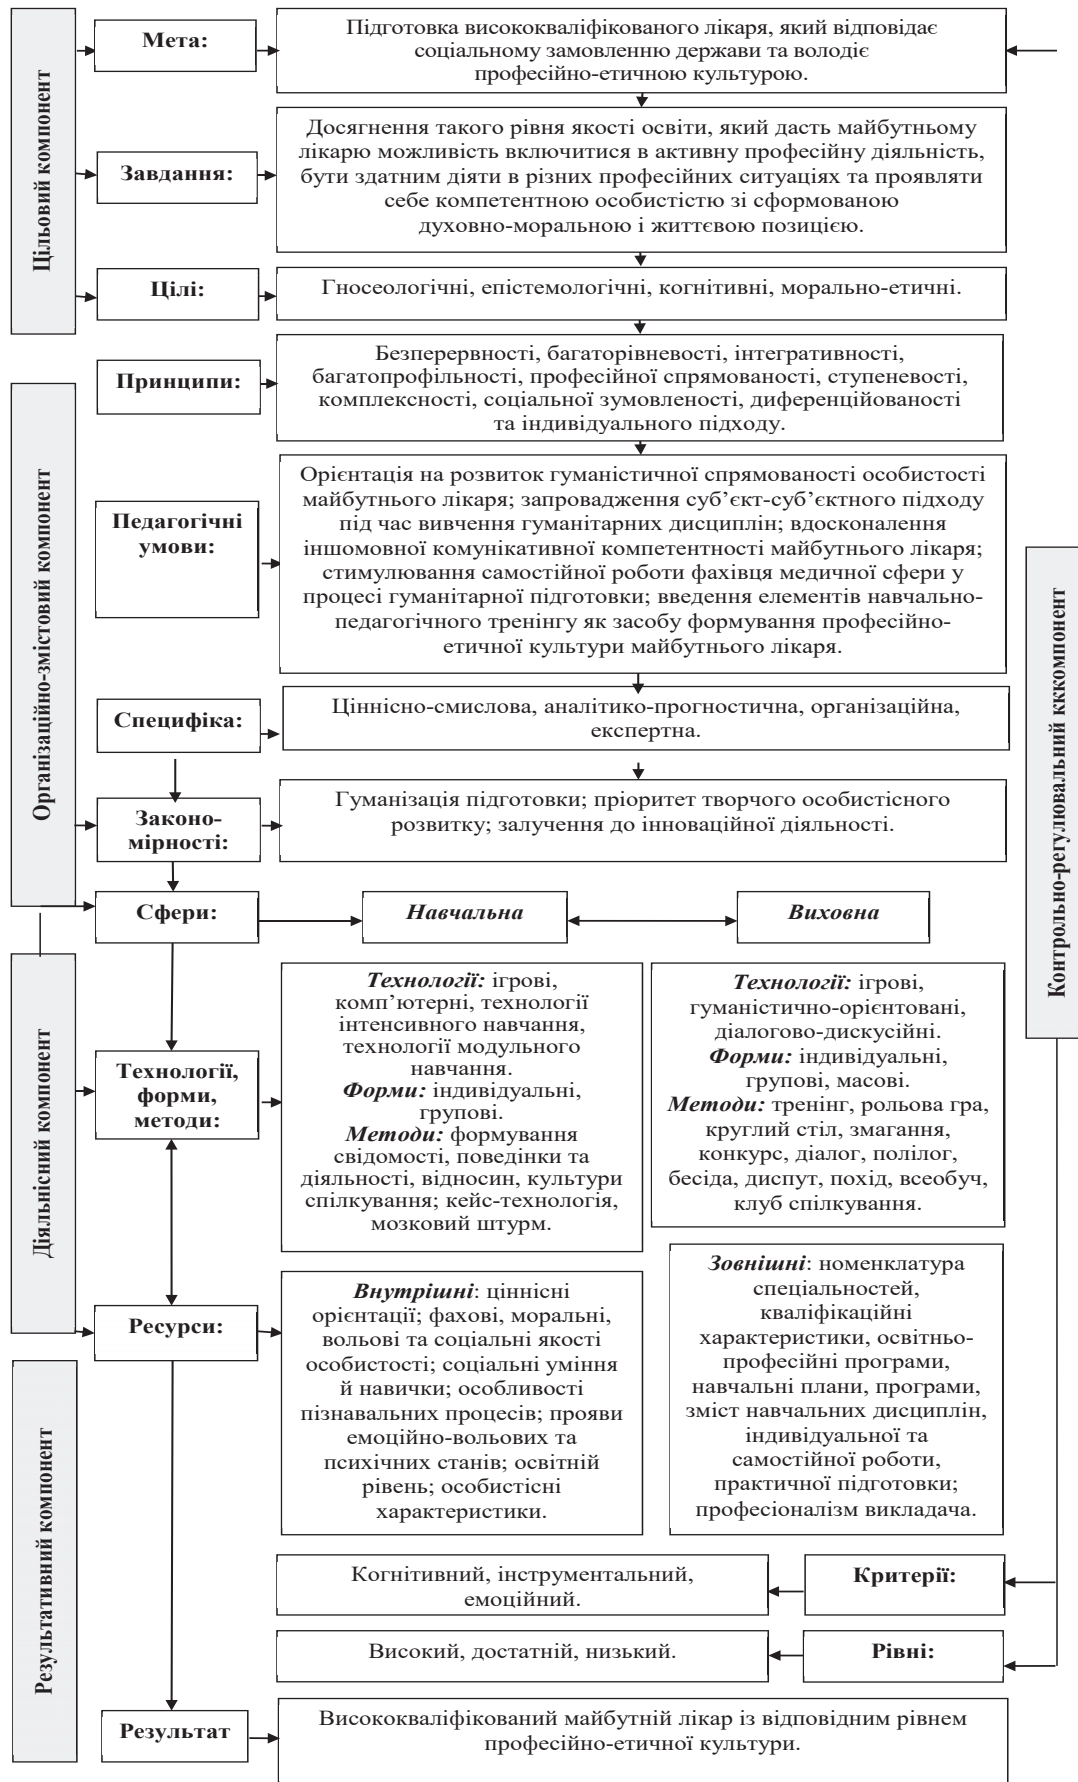 Цільовий компонент
Мета:
Підготовка висококваліфікованого лікаря, який відповідає
соціальному замовленню держави та володіє
професійно-етичною культурою.
Завдання:
Досягнення такого рівня якості освіти, який дасть майбутньому
лікарю можливість включитися в активну професійну діяльність,
бути здатним діяти в різних професійних ситуаціях та проявляти
себе компетентною особистістю зі сформованою
духовно-моральною і життєвою позицією.
Цілі:
Гносеологічні, епістемологічні, когнітивні, морально-етичні.
Організаційно-змістовий компонент
Принципи:
Безперервності, багаторівневості, інтегративності,
багатопрофільності, професійної спрямованості, ступеневості,
комплексності, соціальної зумовленості, диференційованості
та індивідуального підходу.
Педагогічні
умови:
Орієнтація на розвиток гуманістичної спрямованості особистості
майбутнього лікаря; запровадження суб’єкт-суб’єктного підходу
під час вивчення гуманітарних дисциплін; вдосконалення
іншомовної комунікативної компетентності майбутнього лікаря;
стимулювання самостійної роботи фахівця медичної сфери у
процесі гуманітарної підготовки; введення елементів навчально-
педагогічного тренінгу як засобу формування професійно-
етичної культури майбутнього лікаря.
Специфіка:
Ціннісно-смислова, аналітико-прогностична, організаційна,
експертна.
Законо-
мірності:
Гуманізація підготовки; пріоритет творчого особистісного
розвитку; залучення до інноваційної діяльності.
Сфери:
Навчальна
Виховна
Контрольно-регулювальний кккомпонент
Діяльнісний компонент
Технології,
форми,
методи:
Технології: ігрові,
комп’ютерні, технології
інтенсивного навчання,
технології модульного
навчання.
Форми: індивідуальні,
групові.
Методи: формування
свідомості, поведінки та
діяльності, відносин, культури
спілкування; кейс-технологія,
мозковий штурм.
Технології: ігрові,
гуманістично-орієнтовані,
діалогово-дискусійні.
Форми: індивідуальні,
групові, масові.
Методи: тренінг, рольова гра,
круглий стіл, змагання,
конкурс, діалог, полілог,
бесіда, диспут, похід, всеобуч,
клуб спілкування.
Ресурси:
Внутрішні: ціннісні
орієнтації; фахові, моральні,
вольові та соціальні якості
особистості; соціальні уміння
й навички; особливості
пізнавальних процесів; прояви
емоційно-вольових та
психічних станів; освітній
рівень; особистісні
характеристики.
Зовнішні: номенклатура
спеціальностей,
кваліфікаційні
характеристики, освітньо-
професійні програми,
навчальні плани, програми,
зміст навчальних дисциплін,
індивідуальної та
самостійної роботи,
практичної підготовки;
професіоналізм викладача.
Результативний компонент
Когнітивний, інструментальний,
емоційний.
Критерії:
Високий, достатній, низький.
Рівні:
Результат
Висококваліфікований майбутній лікар із відповідним рівнем
професійно-етичної культури.